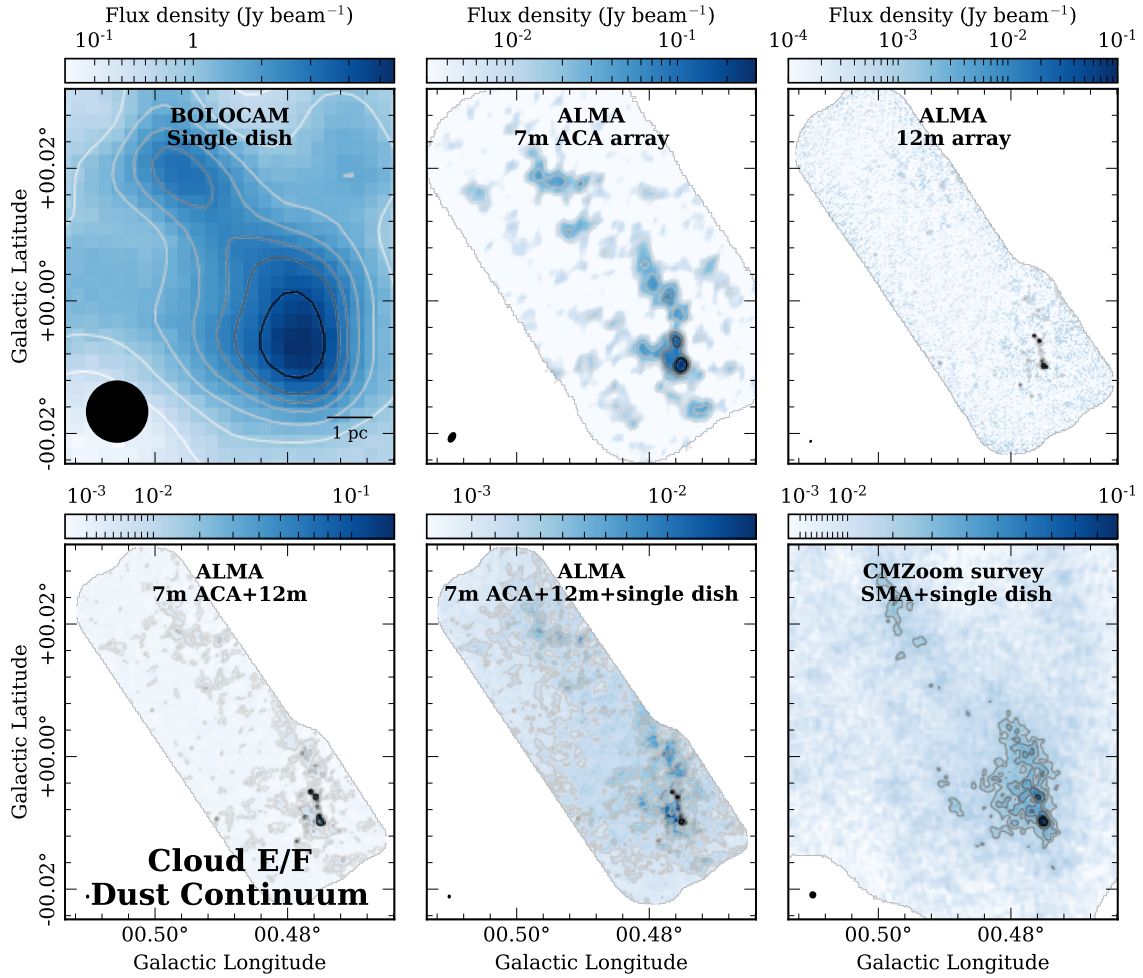 Flux density (Jy beam⁻¹) Flux density (Jy beam⁻¹) Flux density (Jy beam⁻¹)
10⁻¹ 1 10⁻² 10⁻¹ 10⁻⁴ 10⁻³ 10⁻² 10⁻¹
BOLOCAM
Single dish
ALMA
7m ACA array
ALMA
12m array
+00.02°
+00.00°
-00.02°
Galactic Latitude
1 pc
10⁻³ 10⁻² 10⁻¹ 10⁻³ 10⁻² 10⁻³ 10⁻² 10⁻¹
ALMA
7m ACA+12m
ALMA
7m ACA+12m+single dish
CMZoom survey
SMA+single dish
+00.02°
+00.00°
-00.02°
Galactic Latitude
Cloud E/F
Dust Continuum
00.50° 00.48° 00.50° 00.48° 00.50° 00.48°
Galactic Longitude Galactic Longitude Galactic Longitude